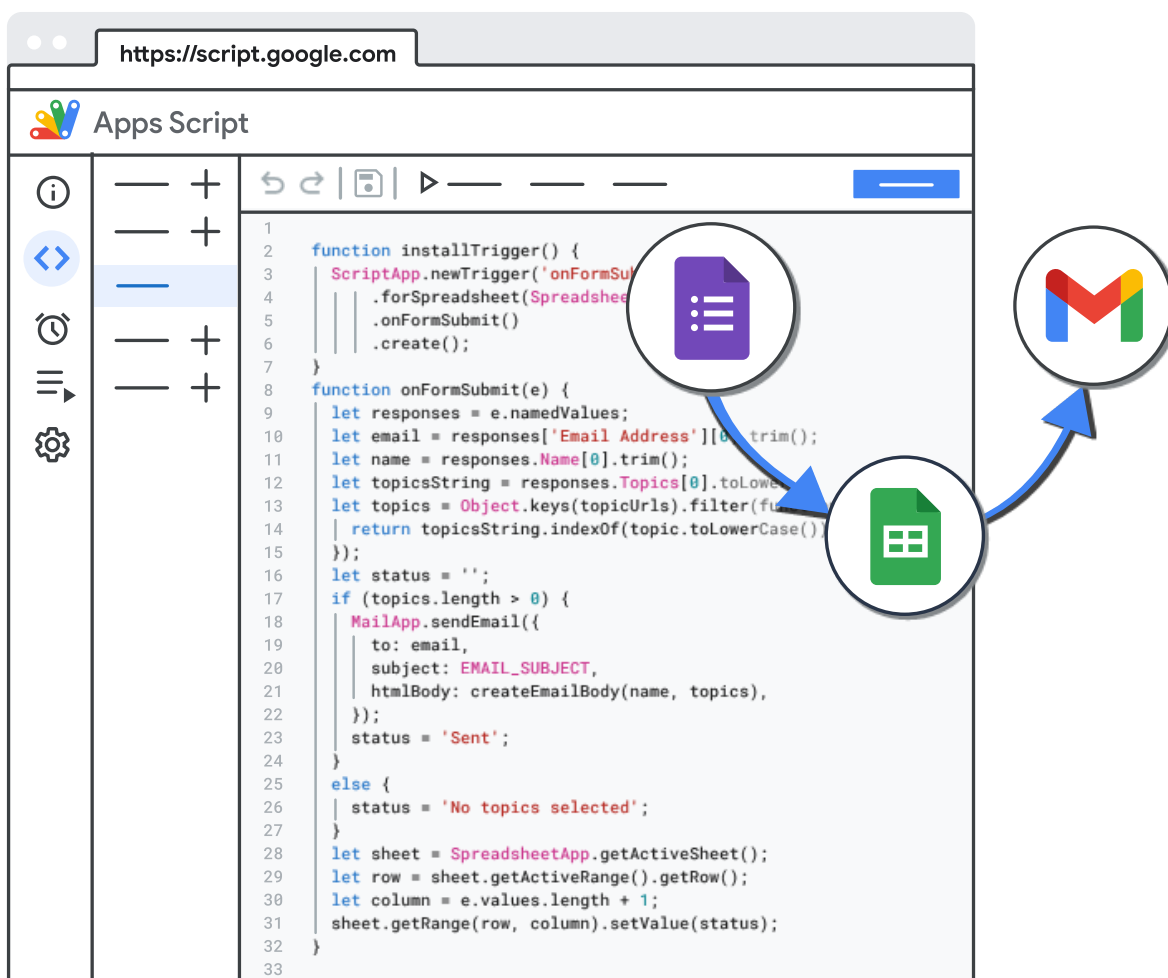 https://script.google.com
Apps Script
1
2 function installTrigger() {
3 ScriptApp.newTrigger('onFormSu
4 .forSpreadsheet(Spreadshee
5 .onFormSubmit()
6 .create();
7 }
8 function onFormSubmit(e) {
9 let responses = e.namedValues;
10 let email = responses['Email Address'][0 trim();
11 let name = responses.Name[0].trim();
12 let topicsString = responses.Topics[0].toLowe
13 let topics = Object.keys(topicUrls).filter(fu
14 return topicsString.indexOf(topic.toLowerCase())
15 });
16 let status = '';
17 if (topics.length > 0) {
18 MailApp.sendEmail({
19 to: email,
20 subject: EMAIL_SUBJECT,
21 htmlBody: createEmailBody(name, topics),
22 });
23 status = 'Sent';
24 }
25 else {
26 status = 'No topics selected';
27 }
28 let sheet = SpreadsheetApp.getActiveSheet();
29 let row = sheet.getActiveRange().getRow();
30 let column = e.values.length + 1;
31 sheet.getRange(row, column).setValue(status);
32 }
33